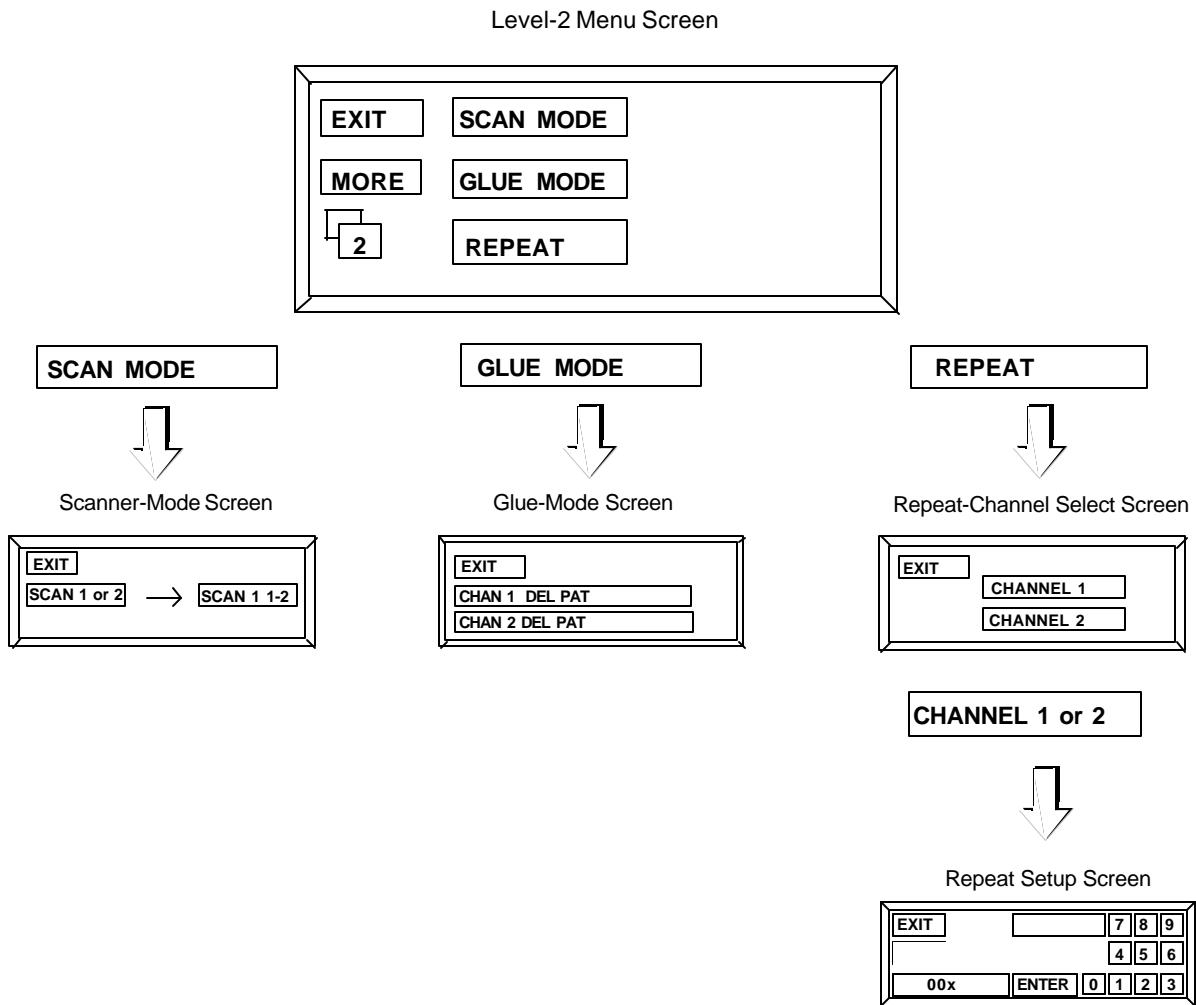 Level-2 Menu Screen
EXIT SCAN MODE
MORE GLUE MODE
2 REPEAT
SCAN MODE GLUE MODE REPEAT
Scanner-Mode Screen Glue-Mode Screen Repeat-Channel Select Screen
EXIT
SCAN 1 or 2 → SCAN 1 1-2
EXIT
CHAN 1 DEL PAT
CHAN 2 DEL PAT
EXIT
CHANNEL 1
CHANNEL 2
CHANNEL 1 or 2
Repeat Setup Screen
EXIT 7 8 9
4 5 6
00x ENTER 0 1 2 3